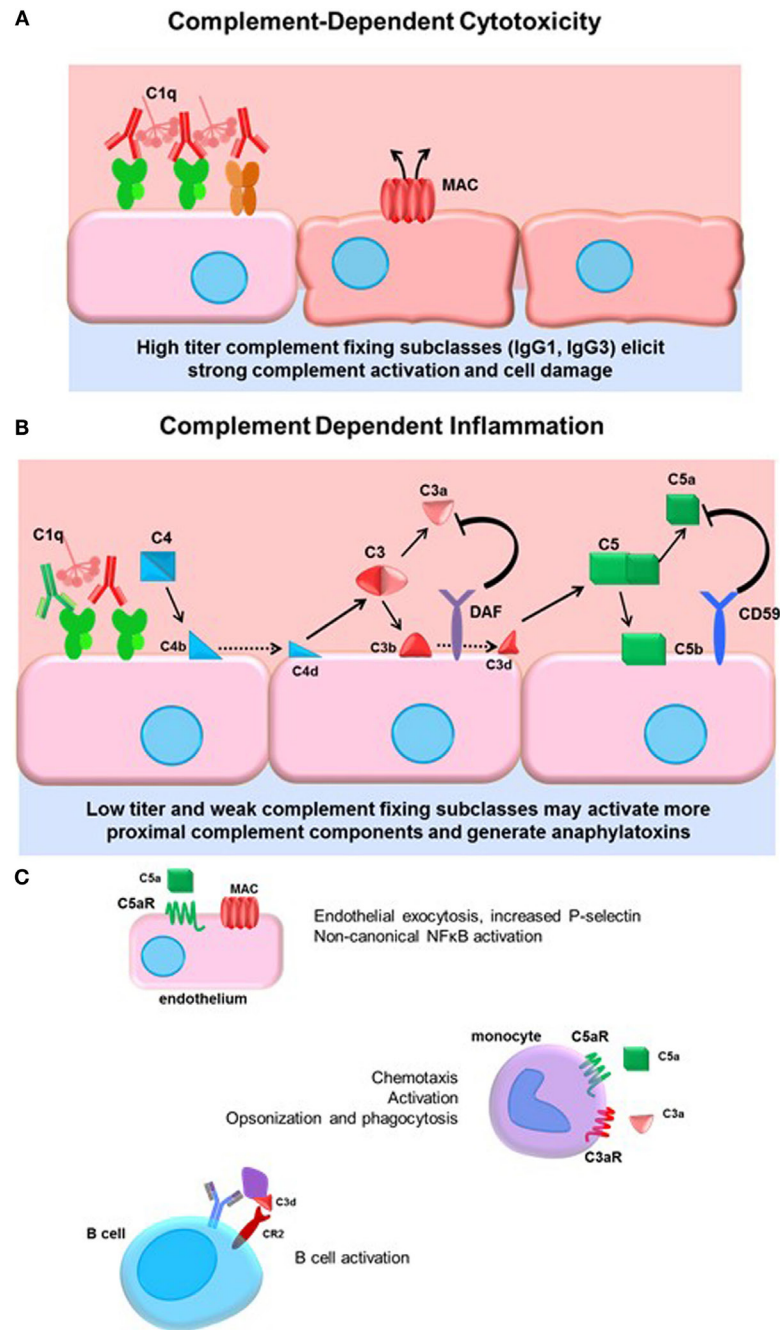 A
Complement-Dependent Cytotoxicity
C1q
MAC
High titer complement fixing subclasses (IgG1, IgG3) elicit
strong complement activation and cell damage
B
Complement Dependent Inflammation
C1q
C4
C4b
C4d
C3a
C3
C3b
DAF
C3d
C5a
C5
C5b
CD59
Low titer and weak complement fixing subclasses may activate more
proximal complement components and generate anaphylatoxins
C
C5a
C5aR
MAC
endothelium
Endothelial exocytosis, increased P-selectin
Non-canonical NFκB activation
monocyte
C5aR
C5a
C3a
C3aR
Chemotaxis
Activation
Opsonization and phagocytosis
B cell
C3d
CR2
B cell activation